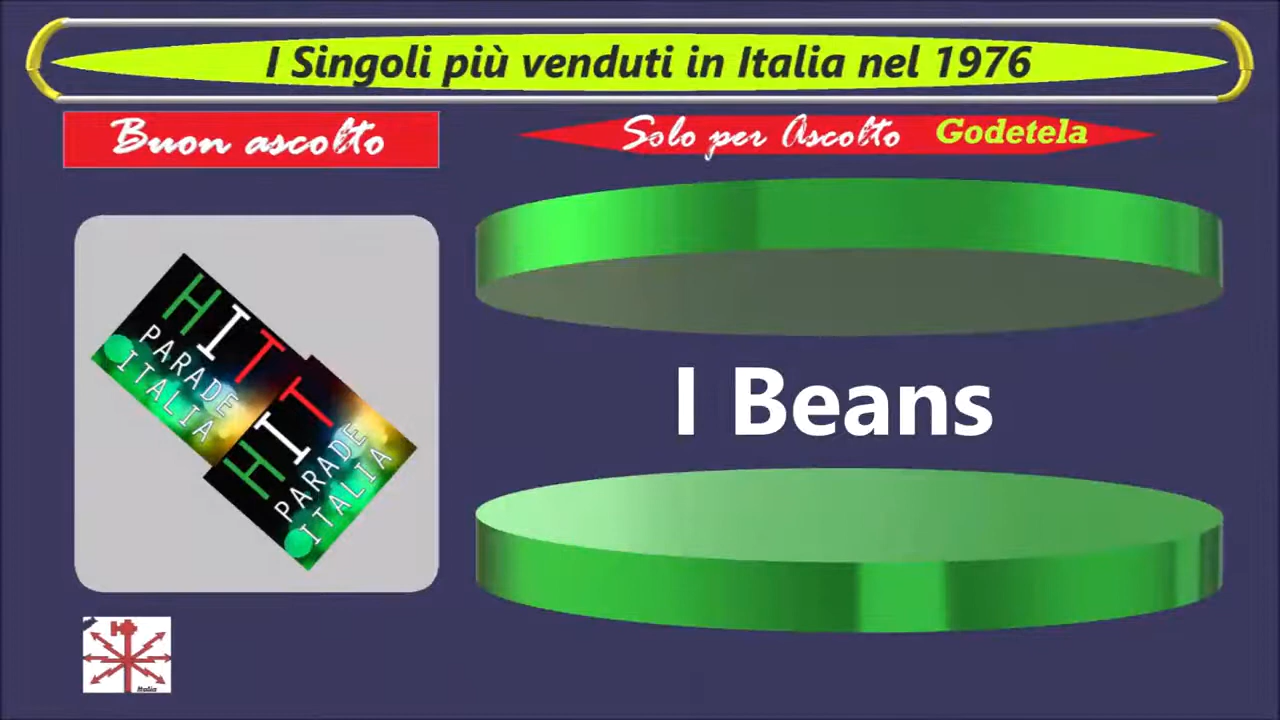 I Singoli più venduti in Italia nel 1976
Buon ascolto
Solo per Ascolto Godetela
HIT
PARADE
ITALIA
HIT
PARADE
ITALIA
I Beans
Italia